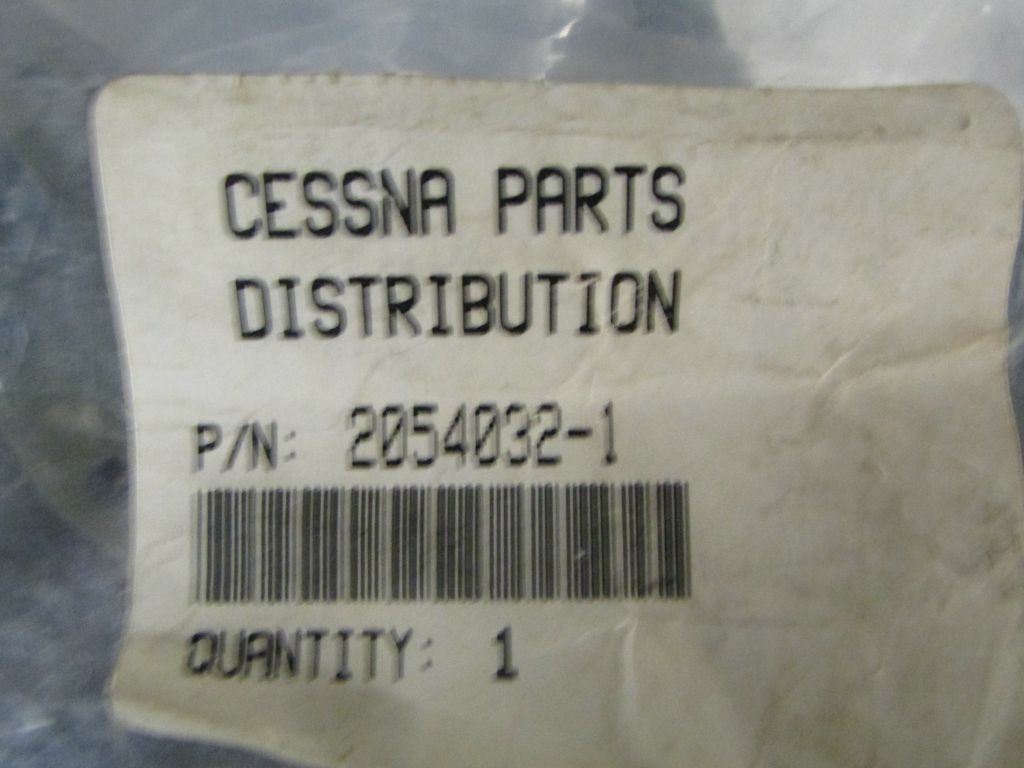 CESSNA PARTS
DISTRIBUTION
P/N: 2054032-1
QUANTITY: 1